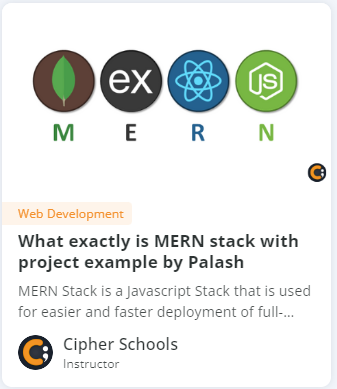 ex JS
M E R N
Web Development
What exactly is MERN stack with
project example by Palash
MERN Stack is a Javascript Stack that is used
for easier and faster deployment of full-...
Cipher Schools
Instructor